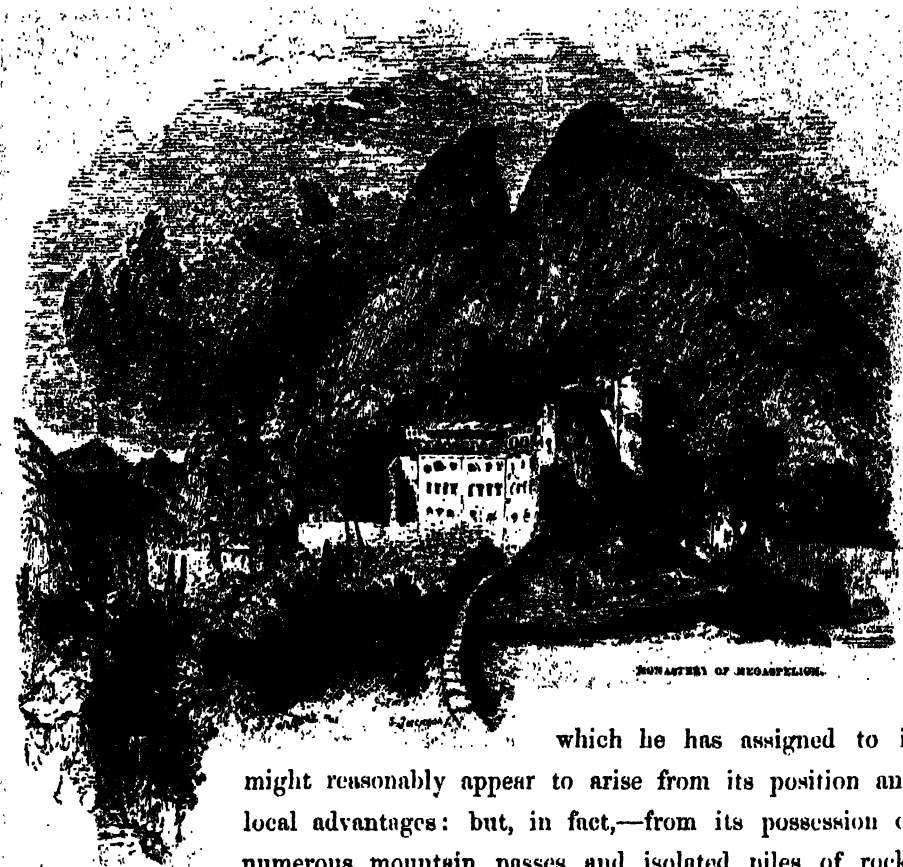 MONASTERY OF MEGASPELION.
which he has assigned to i
might reasonably appear to arise from its position an
local advantages: but, in fact,—from its possession o
numerous mountain passes and isolated piles of rock